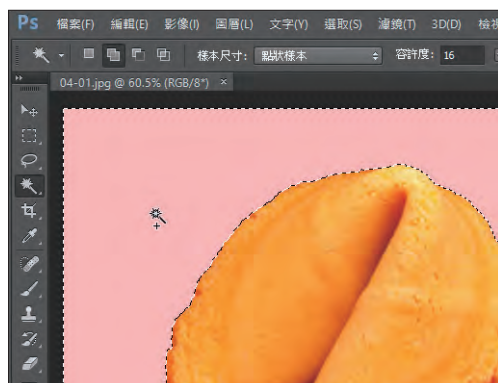 Ps 檔案(F) 編輯(E) 影像(I) 圖層(L) 文字(Y) 選取(S) 濾鏡(T) 3D(D) 檢視
樣本尺寸： 點狀樣本 容許度： 16
04-01.jpg @ 60.5% (RGB/8*) ×